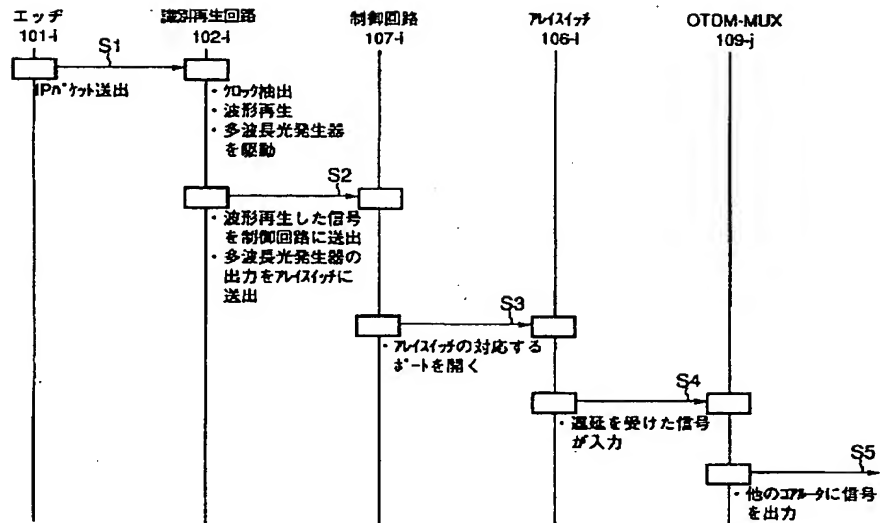 エッヂ
101-i
識別再生回路
102-i
制御回路
107-i
アレイスイッチ
106-i
OTDM-MUX
109-j
S1
IPパケット送出
・クロック抽出
・波形再生
・多波長光発生器
を駆動
S2
・波形再生した信号
を制御回路に送出
・多波長光発生器の
出力をアレイスイッチに
送出
S3
・アレイスイッチの対応する
ポートを開く
S4
・遅延を受けた信号
が入力
S5
・他のコアルータに信号
を出力